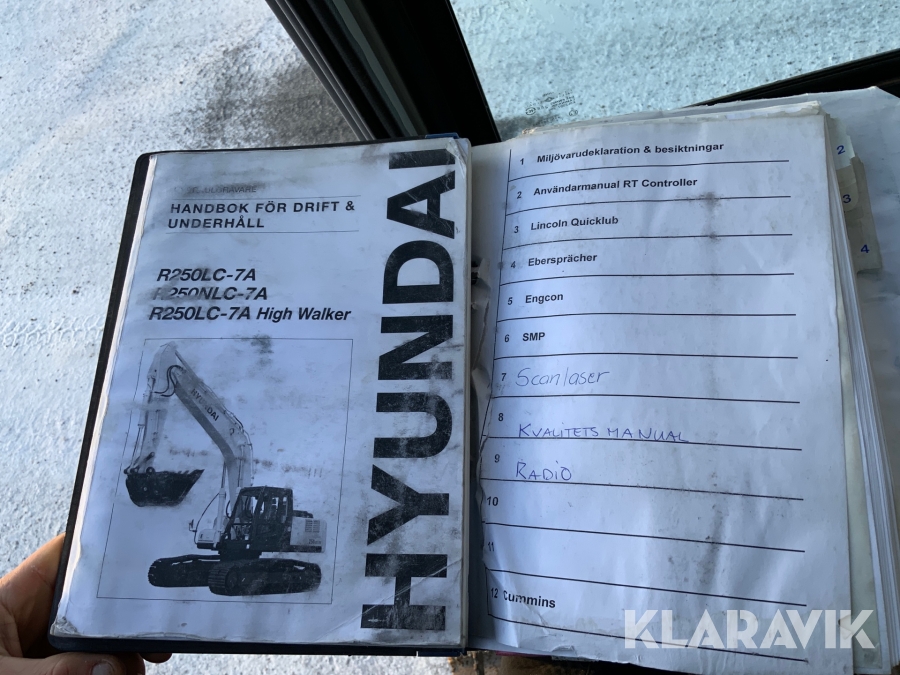 HANDBOK FÖR DRIFT &
UNDERHÅLL
R250LC-7A
R250NLC-7A
R250LC-7A High Walker
HYUNDAI
HYUNDAI
1 Miljövarudeklaration & besiktningar
2 Användarmanual RT Controller
3 Lincoln Quicklub
4 Eberspächer
5 Engcon
6 SMP
7 Scanlaser
8 KVALITETSMANUAL
9 RADIO
10
11
12 Cummins
2
3
4
KLARAVIK